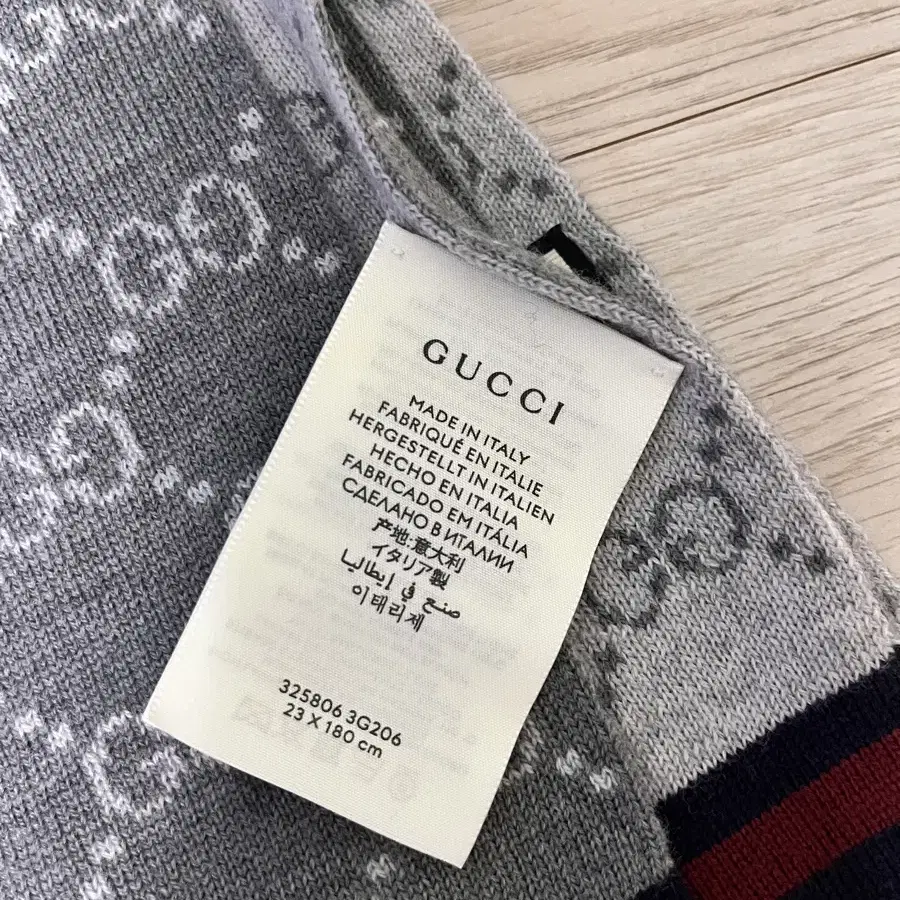 GUCCI
MADE IN ITALY
FABRIQUÉ EN ITALIE
HERGESTELLT IN ITALIEN
HECHO EN ITALIA
FABRICADO EM ITÁLIA
СДЕЛАНО В ИТАЛИИ
产地:意大利
イタリア製
صنع في إيطاليا
이태리제
325806 3G206
23 X 180 cm